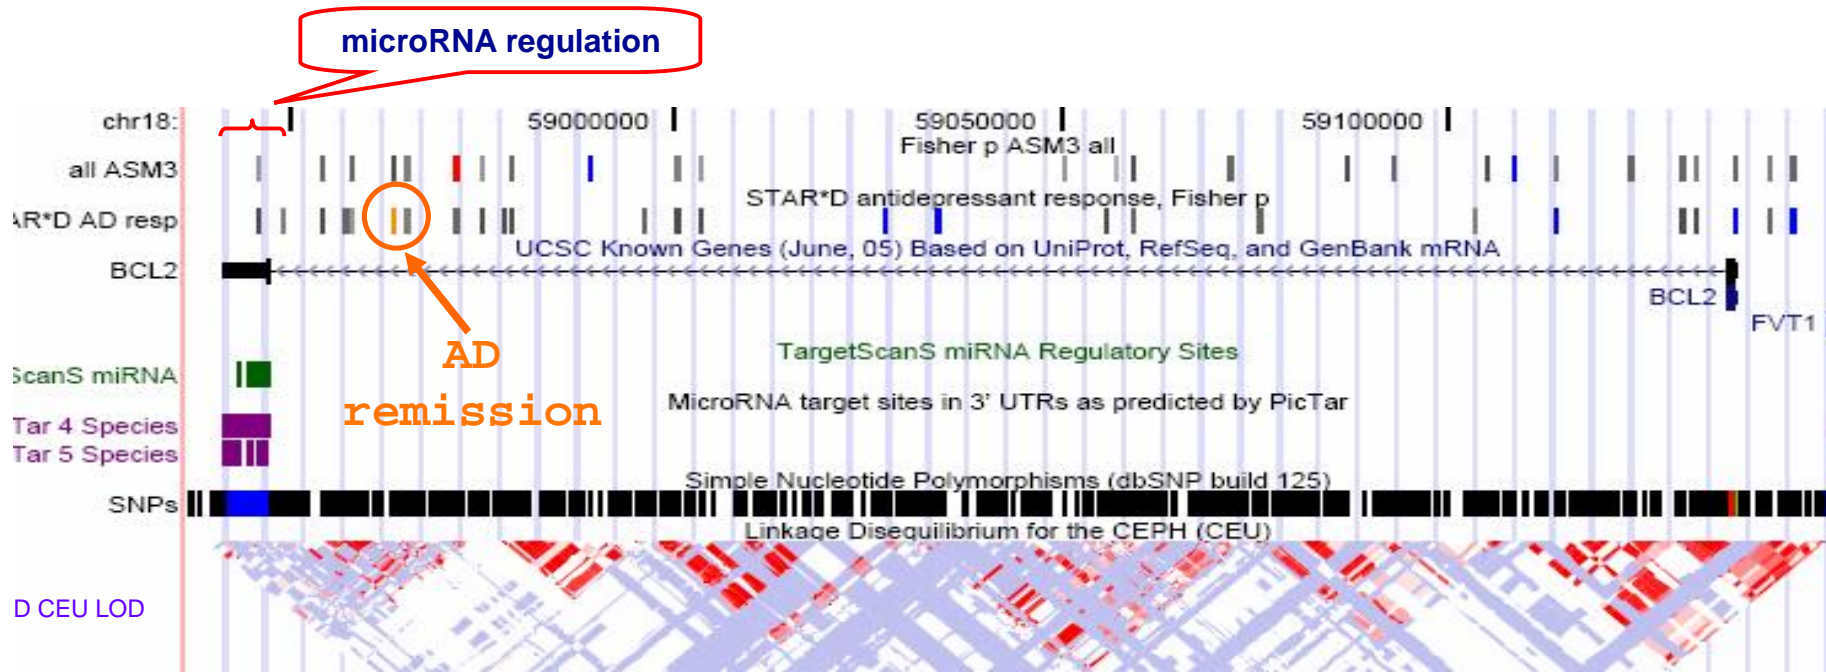 microRNA regulation
chr18: 59000000 59050000 59100000
Fisher p ASM3 all
all ASM3
STAR*D antidepressant response, Fisher p
AR*D AD resp
UCSC Known Genes (June, 05) Based on UniProt, RefSeq, and GenBank mRNA
BCL2
BCL2
FVT1
AD
remission
TargetScanS miRNA Regulatory Sites
ScanS miRNA
MicroRNA target sites in 3' UTRs as predicted by PicTar
Tar 4 Species
Tar 5 Species
Simple Nucleotide Polymorphisms (dbSNP build 125)
SNPs
Linkage Disequilibrium for the CEPH (CEU)
D CEU LOD